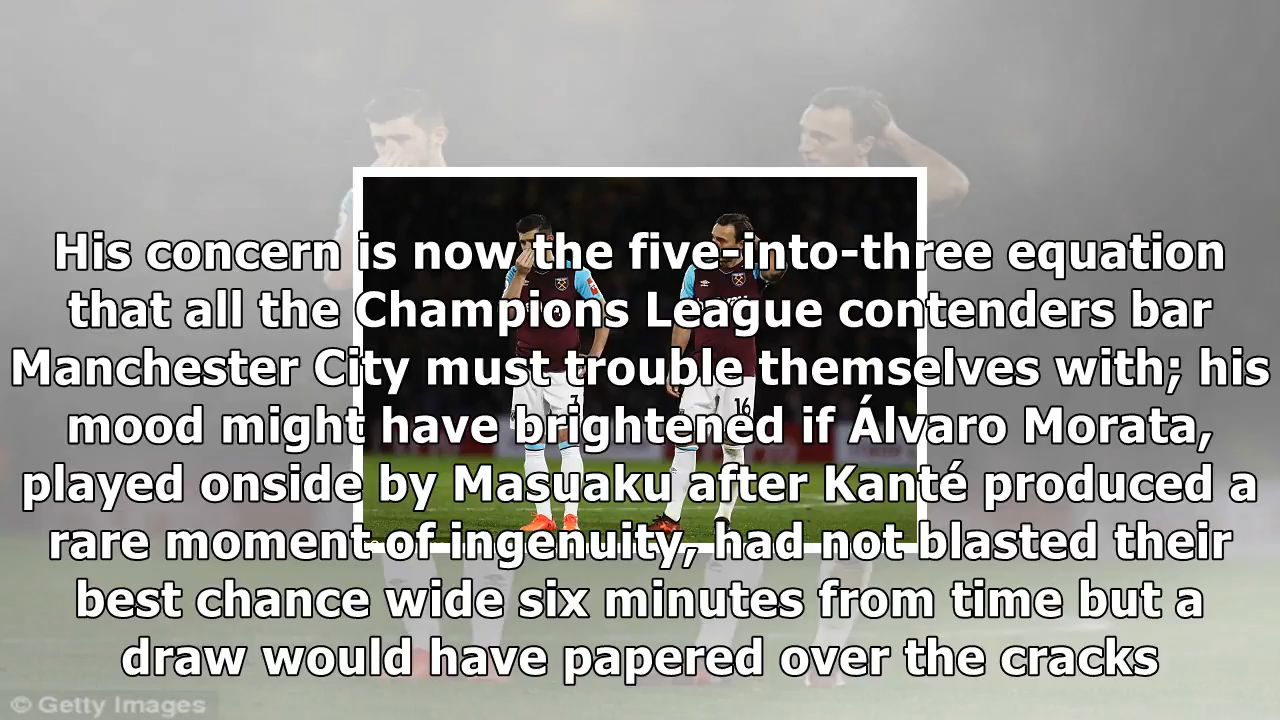 His concern is now the five-into-three equation
that all the Champions League contenders bar
Manchester City must trouble themselves with; his
mood might have brightened if Álvaro Morata,
played onside by Masuaku after Kanté produced a
rare moment of ingenuity, had not blasted their
best chance wide six minutes from time but a
draw would have papered over the cracks
3
16
© Getty Images